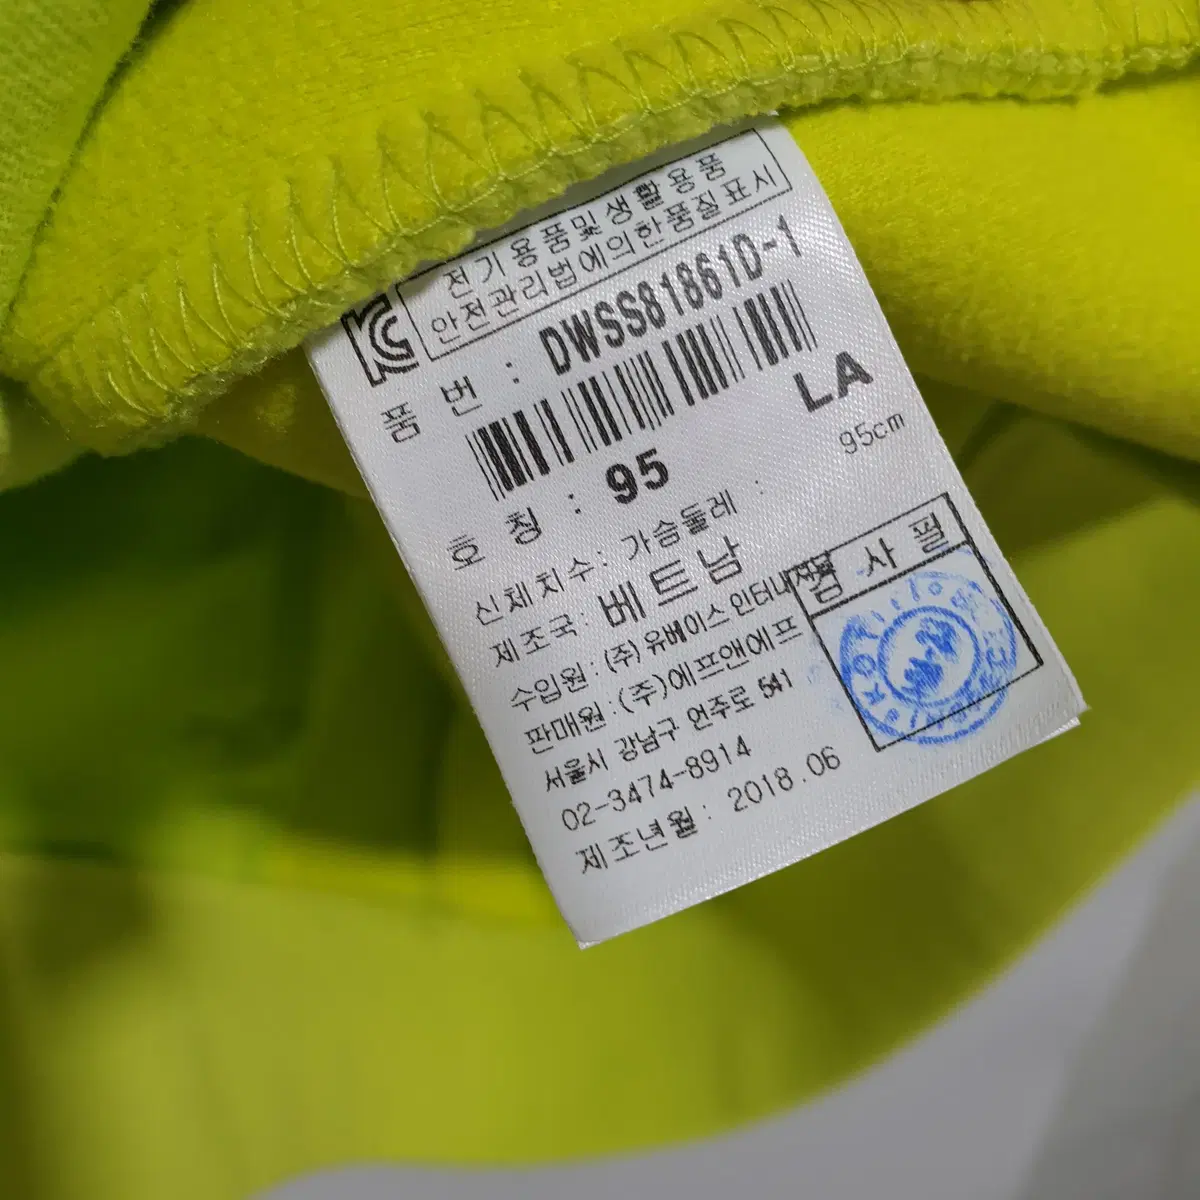 전기용품및생활용품
안전관리법에의한품질표시
품 번 : DWSS81861D-1
LA
호 칭 : 95
신체치수 : 가슴둘레 : 95cm
제조국 : 베트남
수입원 : (주)유베이스인터내셔널
판매원 : (주)에프앤에프
서울시 강남구 언주로 541
02-3474-8914
제조년월 : 2018.06
검 사 필